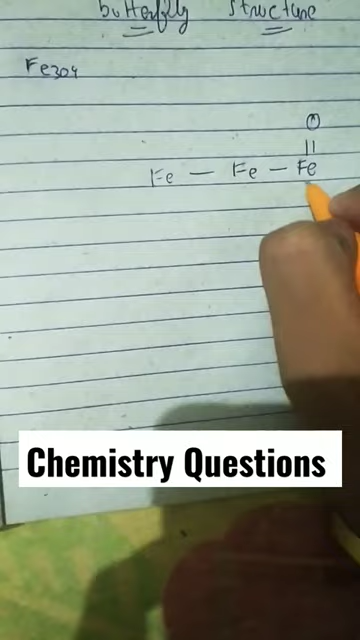 butterfly structure
Fe3O4
O
||
Fe — Fe — Fe
Chemistry Questions